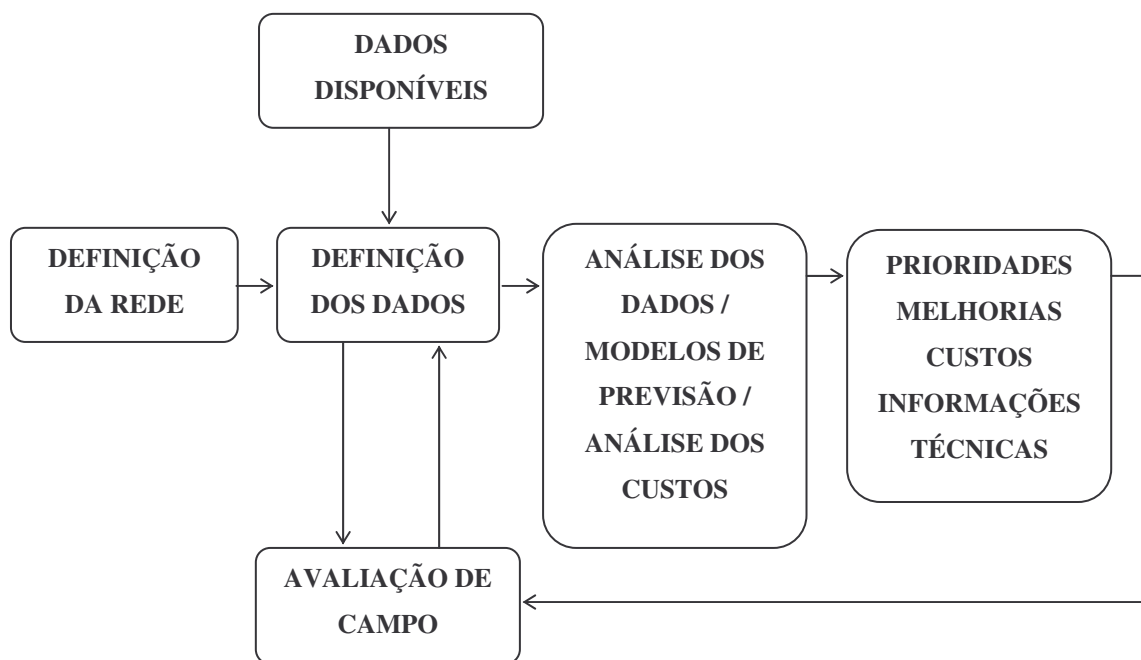 DADOS
DISPONÍVEIS
DEFINIÇÃO
DA REDE
DEFINIÇÃO
DOS DADOS
ANÁLISE DOS
DADOS /
MODELOS DE
PREVISÃO /
ANÁLISE DOS
CUSTOS
PRIORIDADES
MELHORIAS
CUSTOS
INFORMAÇÕES
TÉCNICAS
AVALIAÇÃO DE
CAMPO